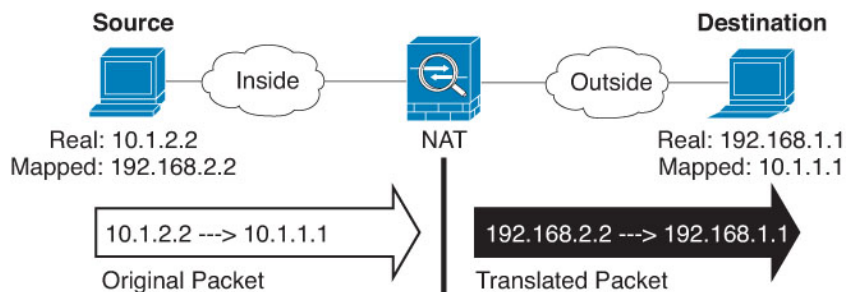 Source
Destination
Inside
Outside
NAT
Real: 10.1.2.2
Mapped: 192.168.2.2
Real: 192.168.1.1
Mapped: 10.1.1.1
10.1.2.2 ---> 10.1.1.1
192.168.2.2 ---> 192.168.1.1
Original Packet
Translated Packet